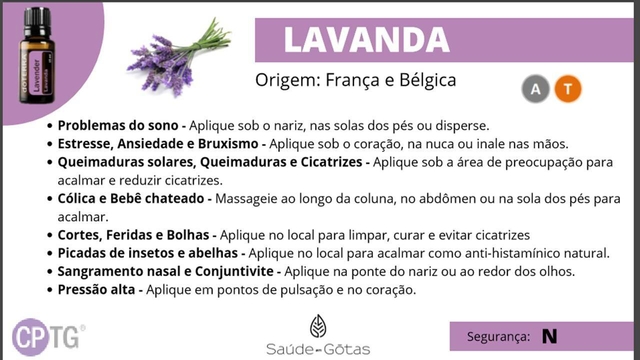 LAVANDA
Origem: França e Bélgica
A T
dōTERRA
Lavender
Lavanda
• Problemas do sono - Aplique sob o nariz, nas solas dos pés ou disperse.
• Estresse, Ansiedade e Bruxismo - Aplique sob o coração, na nuca ou inale nas mãos.
• Queimaduras solares, Queimaduras e Cicatrizes - Aplique sob a área de preocupação para
acalmar e reduzir cicatrizes.
• Cólica e Bebê chateado - Massageie ao longo da coluna, no abdômen ou na sola dos pés para
acalmar.
• Cortes, Feridas e Bolhas - Aplique no local para limpar, curar e evitar cicatrizes
• Picadas de insetos e abelhas - Aplique no local para acalmar como anti-histamínico natural.
• Sangramento nasal e Conjuntivite - Aplique na ponte do nariz ou ao redor dos olhos.
• Pressão alta - Aplique em pontos de pulsação e no coração.
CPTG®
Saúde em Gôtas
Segurança: N